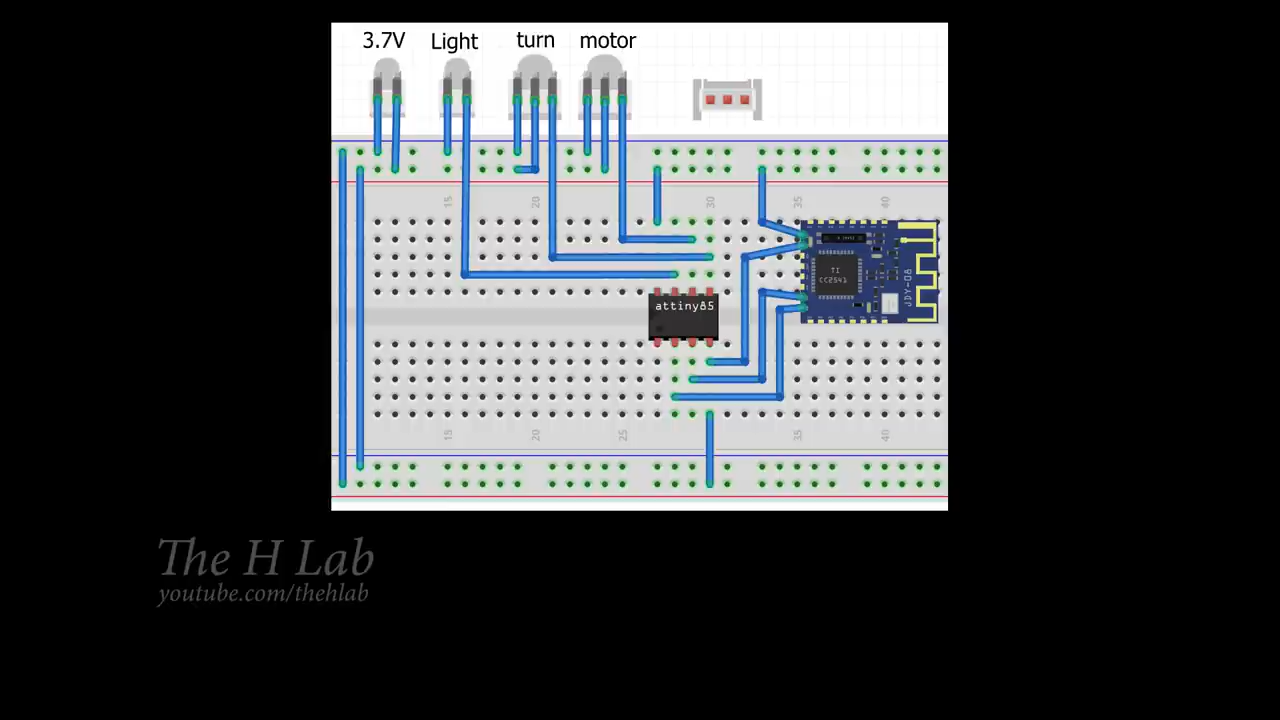 3.7V Light turn motor
15 20 30 35 40
TI
CC2541
JDY-08
attiny85
15 20 25 35 40
The H Lab
youtube.com/thehlab